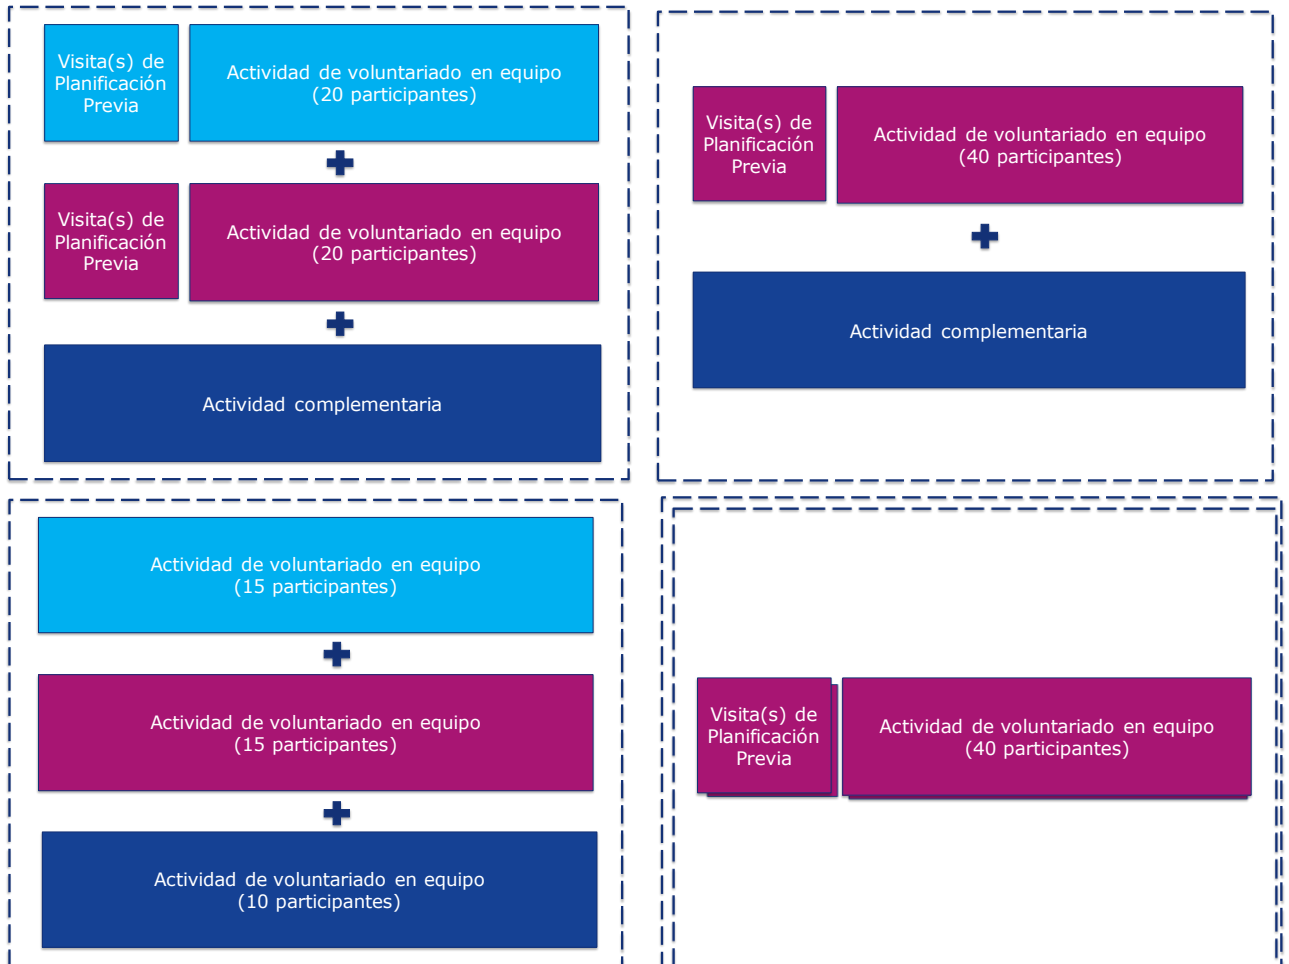 Visita(s) de
Planificación
Previa
Actividad de voluntariado en equipo
(20 participantes)
Visita(s) de
Planificación
Previa
Actividad de voluntariado en equipo
(20 participantes)
Actividad complementaria
Visita(s) de
Planificación
Previa
Actividad de voluntariado en equipo
(40 participantes)
Actividad complementaria
Actividad de voluntariado en equipo
(15 participantes)
Actividad de voluntariado en equipo
(15 participantes)
Actividad de voluntariado en equipo
(10 participantes)
Visita(s) de
Planificación
Previa
Actividad de voluntariado en equipo
(40 participantes)